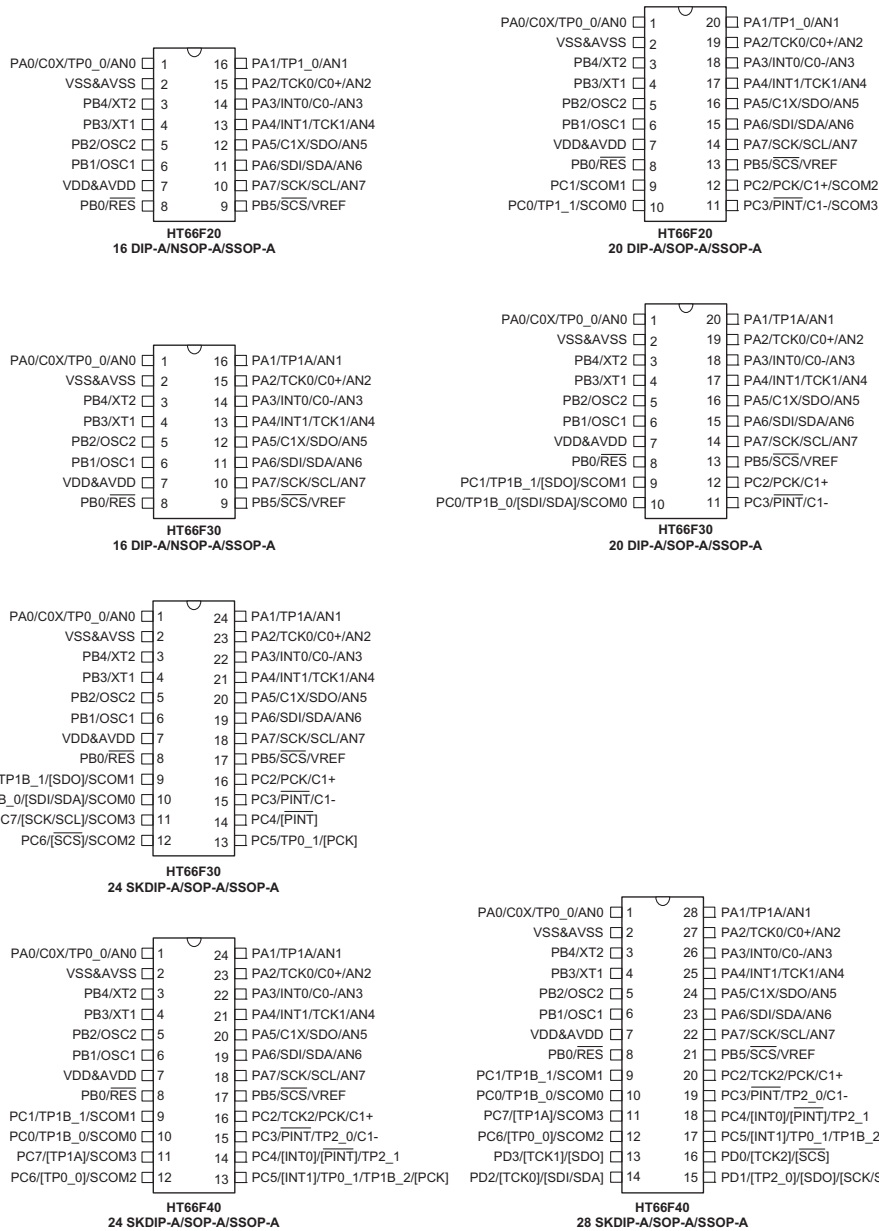 PA0/C0X/TP0_0/AN0 1 16 PA1/TP1_0/AN1
VSS&AVSS 2 15 PA2/TCK0/C0+/AN2
PB4/XT2 3 14 PA3/INT0/C0-/AN3
PB3/XT1 4 13 PA4/INT1/TCK1/AN4
PB2/OSC2 5 12 PA5/C1X/SDO/AN5
PB1/OSC1 6 11 PA6/SDI/SDA/AN6
VDD&AVDD 7 10 PA7/SCK/SCL/AN7
PB0/RES 8 9 PB5/SCS/VREF
HT66F20
16 DIP-A/NSOP-A/SSOP-A
PA0/C0X/TP0_0/AN0 1 20 PA1/TP1_0/AN1
VSS&AVSS 2 19 PA2/TCK0/C0+/AN2
PB4/XT2 3 18 PA3/INT0/C0-/AN3
PB3/XT1 4 17 PA4/INT1/TCK1/AN4
PB2/OSC2 5 16 PA5/C1X/SDO/AN5
PB1/OSC1 6 15 PA6/SDI/SDA/AN6
VDD&AVDD 7 14 PA7/SCK/SCL/AN7
PB0/RES 8 13 PB5/SCS/VREF
PC1/SCOM1 9 12 PC2/PCK/C1+/SCOM2
PC0/TP1_1/SCOM0 10 11 PC3/PINT/C1-/SCOM3
HT66F20
20 DIP-A/SOP-A/SSOP-A
PA0/C0X/TP0_0/AN0 1 16 PA1/TP1A/AN1
VSS&AVSS 2 15 PA2/TCK0/C0+/AN2
PB4/XT2 3 14 PA3/INT0/C0-/AN3
PB3/XT1 4 13 PA4/INT1/TCK1/AN4
PB2/OSC2 5 12 PA5/C1X/SDO/AN5
PB1/OSC1 6 11 PA6/SDI/SDA/AN6
VDD&AVDD 7 10 PA7/SCK/SCL/AN7
PB0/RES 8 9 PB5/SCS/VREF
HT66F30
16 DIP-A/NSOP-A/SSOP-A
PA0/C0X/TP0_0/AN0 1 20 PA1/TP1A/AN1
VSS&AVSS 2 19 PA2/TCK0/C0+/AN2
PB4/XT2 3 18 PA3/INT0/C0-/AN3
PB3/XT1 4 17 PA4/INT1/TCK1/AN4
PB2/OSC2 5 16 PA5/C1X/SDO/AN5
PB1/OSC1 6 15 PA6/SDI/SDA/AN6
VDD&AVDD 7 14 PA7/SCK/SCL/AN7
PB0/RES 8 13 PB5/SCS/VREF
PC1/TP1B_1/[SDO]/SCOM1 9 12 PC2/PCK/C1+
PC0/TP1B_0/[SDI/SDA]/SCOM0 10 11 PC3/PINT/C1-
HT66F30
20 DIP-A/SOP-A/SSOP-A
PA0/C0X/TP0_0/AN0 1 24 PA1/TP1A/AN1
VSS&AVSS 2 23 PA2/TCK0/C0+/AN2
PB4/XT2 3 22 PA3/INT0/C0-/AN3
PB3/XT1 4 21 PA4/INT1/TCK1/AN4
PB2/OSC2 5 20 PA5/C1X/SDO/AN5
PB1/OSC1 6 19 PA6/SDI/SDA/AN6
VDD&AVDD 7 18 PA7/SCK/SCL/AN7
PB0/RES 8 17 PB5/SCS/VREF
TP1B_1/[SDO]/SCOM1 9 16 PC2/PCK/C1+
B_0/[SDI/SDA]/SCOM0 10 15 PC3/PINT/C1-
C7/[SCK/SCL]/SCOM3 11 14 PC4/[PINT]
PC6/[SCS]/SCOM2 12 13 PC5/TP0_1/[PCK]
HT66F30
24 SKDIP-A/SOP-A/SSOP-A
PA0/C0X/TP0_0/AN0 1 24 PA1/TP1A/AN1
VSS&AVSS 2 23 PA2/TCK0/C0+/AN2
PB4/XT2 3 22 PA3/INT0/C0-/AN3
PB3/XT1 4 21 PA4/INT1/TCK1/AN4
PB2/OSC2 5 20 PA5/C1X/SDO/AN5
PB1/OSC1 6 19 PA6/SDI/SDA/AN6
VDD&AVDD 7 18 PA7/SCK/SCL/AN7
PB0/RES 8 17 PB5/SCS/VREF
PC1/TP1B_1/SCOM1 9 16 PC2/TCK2/PCK/C1+
PC0/TP1B_0/SCOM0 10 15 PC3/PINT/TP2_0/C1-
PC7/[TP1A]/SCOM3 11 14 PC4/[INT0]/[PINT]/TP2_1
PC6/[TP0_0]/SCOM2 12 13 PC5/[INT1]/TP0_1/TP1B_2/[PCK]
HT66F40
24 SKDIP-A/SOP-A/SSOP-A
PA0/C0X/TP0_0/AN0 1 28 PA1/TP1A/AN1
VSS&AVSS 2 27 PA2/TCK0/C0+/AN2
PB4/XT2 3 26 PA3/INT0/C0-/AN3
PB3/XT1 4 25 PA4/INT1/TCK1/AN4
PB2/OSC2 5 24 PA5/C1X/SDO/AN5
PB1/OSC1 6 23 PA6/SDI/SDA/AN6
VDD&AVDD 7 22 PA7/SCK/SCL/AN7
PB0/RES 8 21 PB5/SCS/VREF
PC1/TP1B_1/SCOM1 9 20 PC2/TCK2/PCK/C1+
PC0/TP1B_0/SCOM0 10 19 PC3/PINT/TP2_0/C1-
PC7/[TP1A]/SCOM3 11 18 PC4/[INT0]/[PINT]/TP2_1
PC6/[TP0_0]/SCOM2 12 17 PC5/[INT1]/TP0_1/TP1B_2
PD3/[TCK1]/[SDO] 13 16 PD0/[TCK2]/[SCS]
PD2/[TCK0]/[SDI/SDA] 14 15 PD1/[TP2_0]/[SDO]/[SCK/S
HT66F40
28 SKDIP-A/SOP-A/SSOP-A